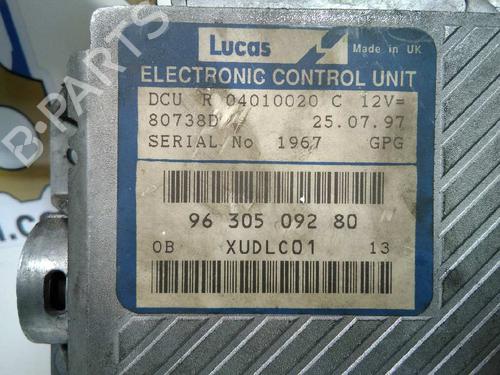 Lucas
Made in UK
ELECTRONIC CONTROL UNIT
DCU R 04010020 C 12V=
80738D 25.07.97
SERIAL No 1967 GPG
96 305 092 80
0B XUDLC01 13
B-PARTS